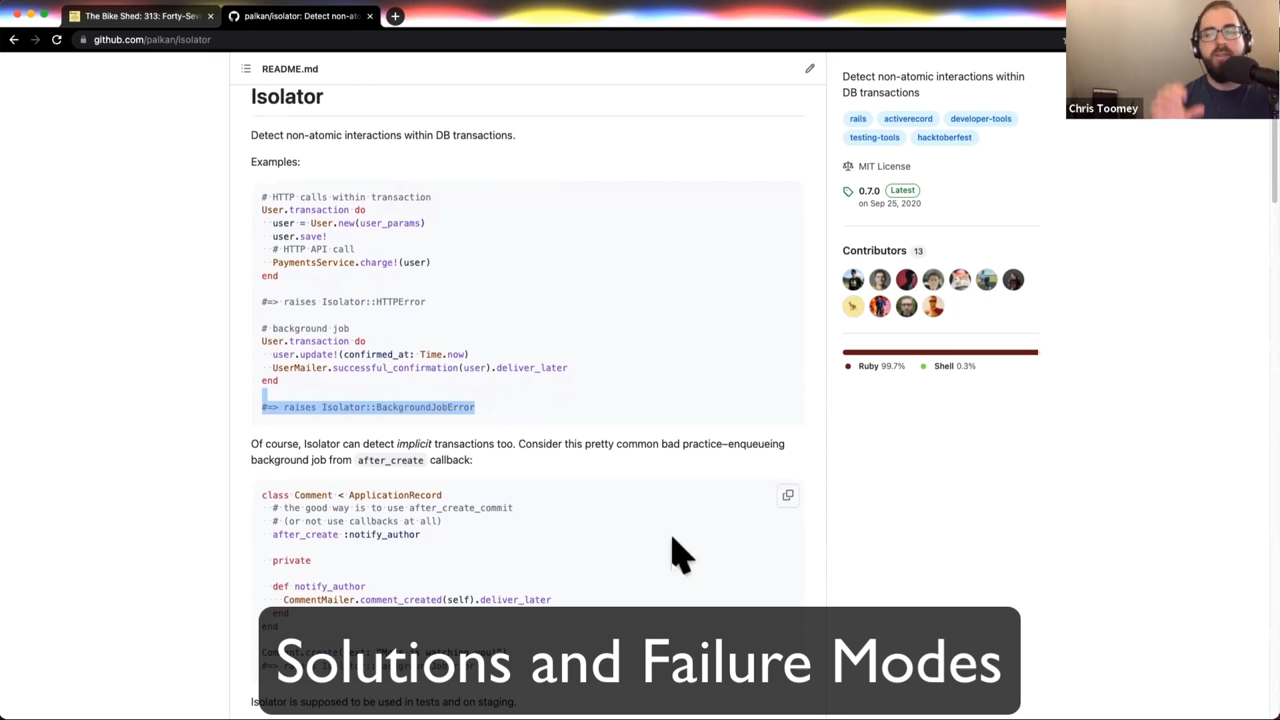 The Bike Shed: 313: Forty-Sev
palkan/isolator: Detect non-ato
github.com/palkan/isolator
README.md
Isolator
Detect non-atomic interactions within DB transactions.
Examples:
# HTTP calls within transaction
User.transaction do
user = User.new(user_params)
user.save!
# HTTP API call
PaymentsService.charge!(user)
end
#=> raises Isolator::HTTPError
# background job
User.transaction do
user.update!(confirmed_at: Time.now)
UserMailer.successful_confirmation(user).deliver_later
end
#=> raises Isolator::BackgroundJobError
Of course, Isolator can detect implicit transactions too. Consider this pretty common bad practice–enqueueing
background job from after_create callback:
class Comment < ApplicationRecord
# the good way is to use after_create_commit
# (or not use callbacks at all)
after_create :notify_author
private
def notify_author
CommentMailer.comment_created(self).deliver_later
end
end
Isolator is supposed to be used in tests and on staging.
Detect non-atomic interactions within
DB transactions
rails activerecord developer-tools
testing-tools hacktoberfest
MIT License
0.7.0 Latest
on Sep 25, 2020
Contributors 13
Ruby 99.7% Shell 0.3%
Chris Toomey
Solutions and Failure Modes